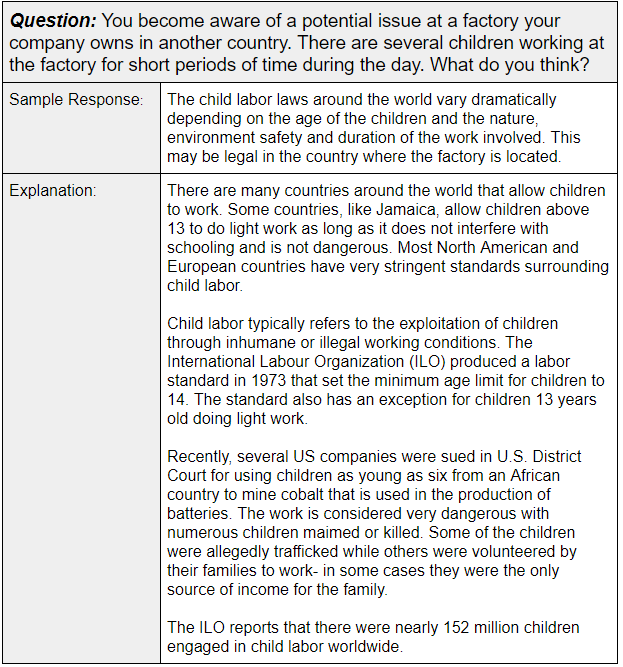 Question: You become aware of a potential issue at a factory your
company owns in another country. There are several children working at
the factory for short periods of time during the day. What do you think?
Sample Response:
The child labor laws around the world vary dramatically
depending on the age of the children and the nature,
environment safety and duration of the work involved. This
may be legal in the country where the factory is located.
Explanation:
There are many countries around the world that allow children
to work. Some countries, like Jamaica, allow children above
13 to do light work as long as it does not interfere with
schooling and is not dangerous. Most North American and
European countries have very stringent standards surrounding
child labor.
Child labor typically refers to the exploitation of children
through inhumane or illegal working conditions. The
International Labour Organization (ILO) produced a labor
standard in 1973 that set the minimum age limit for children to
14. The standard also has an exception for children 13 years
old doing light work.
Recently, several US companies were sued in U.S. District
Court for using children as young as six from an African
country to mine cobalt that is used in the production of
batteries. The work is considered very dangerous with
numerous children maimed or killed. Some of the children
were allegedly trafficked while others were volunteered by
their families to work- in some cases they were the only
source of income for the family.
The ILO reports that there were nearly 152 million children
engaged in child labor worldwide.